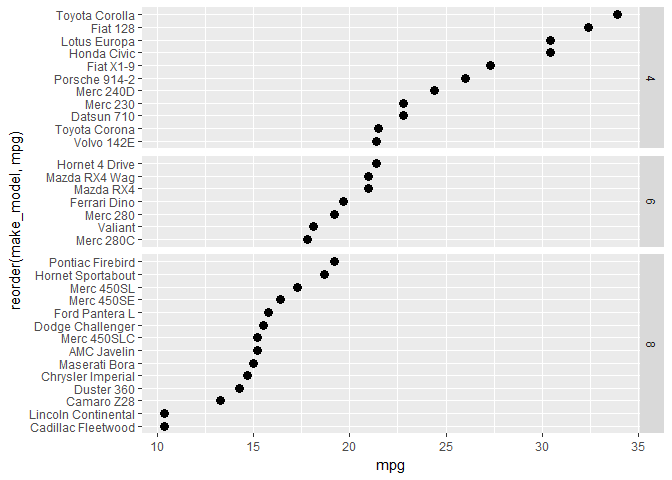 Toyota Corolla
Fiat 128
Lotus Europa
Honda Civic
Fiat X1-9
Porsche 914-2
Merc 240D
Merc 230
Datsun 710
Toyota Corona
Volvo 142E
4
Hornet 4 Drive
Mazda RX4 Wag
Mazda RX4
Ferrari Dino
Merc 280
Valiant
Merc 280C
6
Pontiac Firebird
Hornet Sportabout
Merc 450SL
Merc 450SE
Ford Pantera L
Dodge Challenger
Merc 450SLC
AMC Javelin
Maserati Bora
Chrysler Imperial
Duster 360
Camaro Z28
Lincoln Continental
Cadillac Fleetwood
8
reorder(make_model, mpg)
10 15 20 25 30 35
mpg